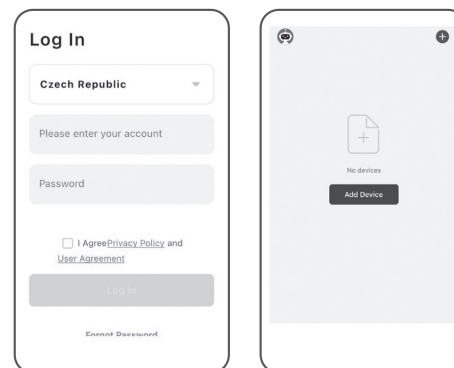 Log In
Czech Republic
Please enter your account
Password
I AgreePrivacy Policy and
User Agreement
Log In
Forgot Password
No devices
Add Device